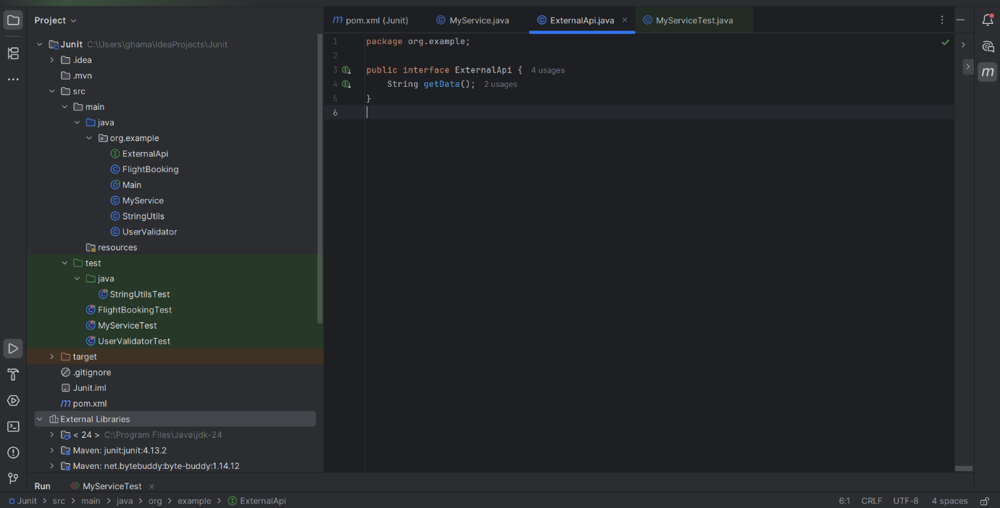 Project
pom.xml (Junit) MyService.java ExternalApi.java MyServiceTest.java
Junit C:\Users\ghama\IdeaProjects\Junit
.idea
.mvn
src
main
java
org.example
ExternalApi
FlightBooking
Main
MyService
StringUtils
UserValidator
resources
test
java
StringUtilsTest
FlightBookingTest
MyServiceTest
UserValidatorTest
target
.gitignore
Junit.iml
pom.xml
External Libraries
< 24 > C:\Program Files\Java\jdk-24
Maven: junit:junit:4.13.2
Maven: net.bytebuddy:byte-buddy:1.14.12
1 package org.example;
2
3 public interface ExternalApi { 4 usages
4 String getData(); 2 usages
5 }
6
Run MyServiceTest
Junit > src > main > java > org > example > ExternalApi 6:1 CRLF UTF-8 4 spaces